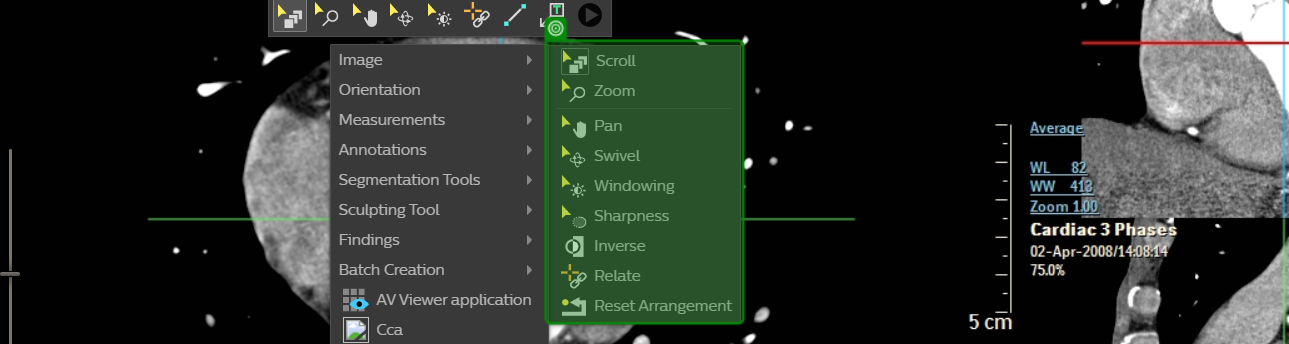 T
Image
Orientation
Measurements
Annotations
Segmentation Tools
Sculpting Tool
Findings
Batch Creation
AV Viewer application
Cca
Scroll
Zoom
Pan
Swivel
Windowing
Sharpness
Inverse
Relate
Reset Arrangement
Average
WL 82
WW 413
Zoom 1.00
Cardiac 3 Phases
02-Apr-2008/14:08:14
75.0%
5 cm